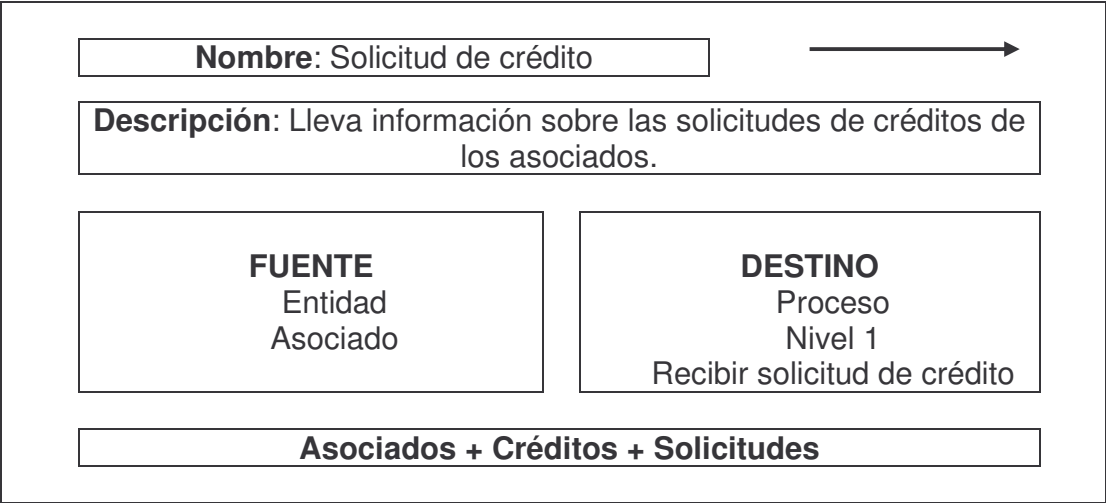 Nombre: Solicitud de crédito
Descripción: Lleva información sobre las solicitudes de créditos de
los asociados.
FUENTE
Entidad
Asociado
DESTINO
Proceso
Nivel 1
Recibir solicitud de crédito
Asociados + Créditos + Solicitudes